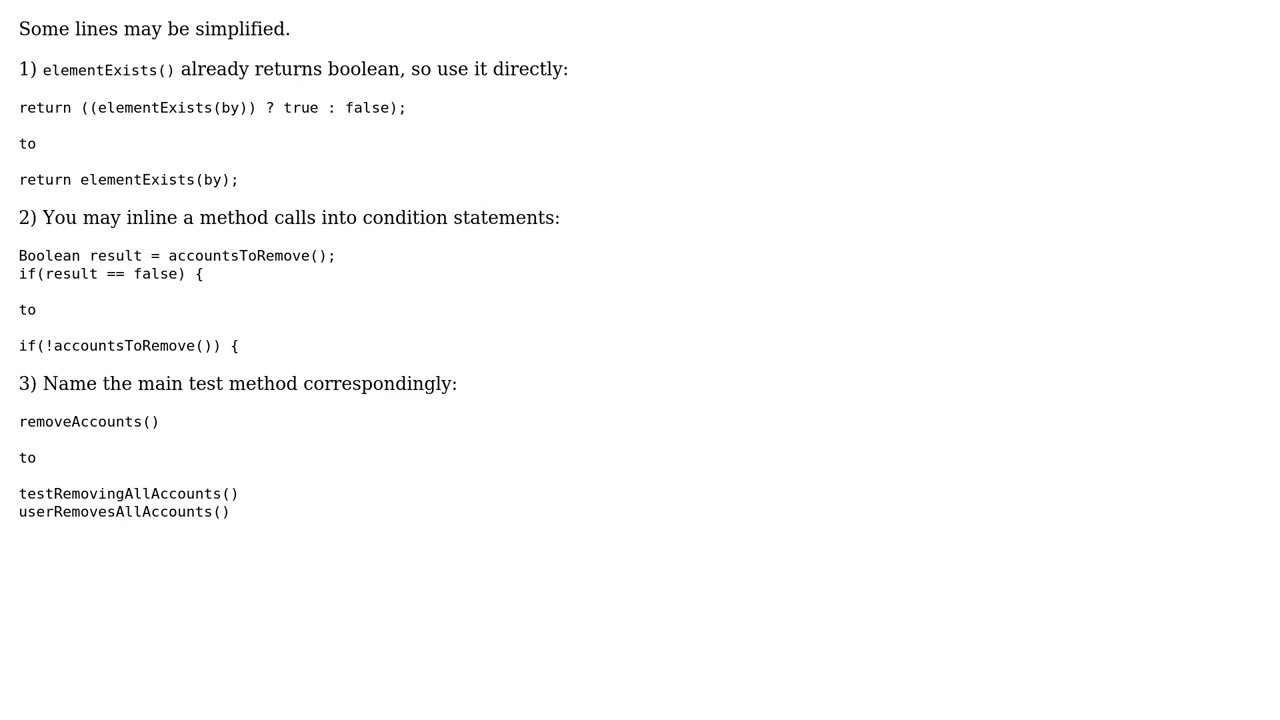 Some lines may be simplified.
1) elementExists() already returns boolean, so use it directly:
return ((elementExists(by)) ? true : false);
to
return elementExists(by);
2) You may inline a method calls into condition statements:
Boolean result = accountsToRemove();
if(result == false) {
to
if(!accountsToRemove()) {
3) Name the main test method correspondingly:
removeAccounts()
to
testRemovingAllAccounts()
userRemovesAllAccounts()